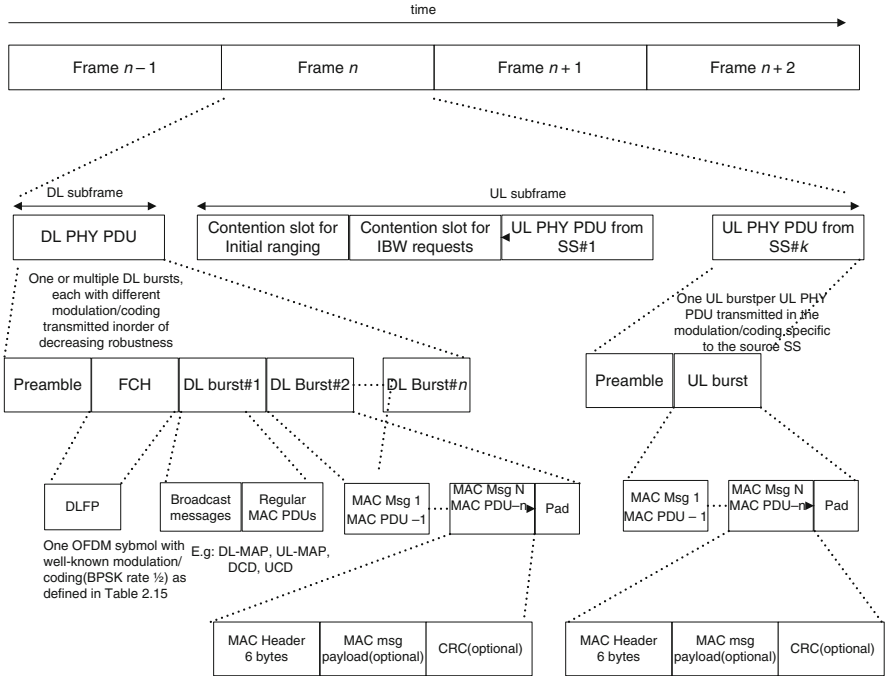 time
Frame n – 1
Frame n
Frame n + 1
Frame n + 2
DL subframe
UL subframe
DL PHY PDU
Contention slot for
Initial ranging
Contention slot for
IBW requests
UL PHY PDU from
SS#1
UL PHY PDU from
SS#k
One or multiple DL bursts,
each with different
modulation/coding
transmitted inorder of
decreasing robustness
One UL burstper UL PHY
PDU transmitted in the
modulation/coding specific
to the source SS
Preamble
FCH
DL burst#1
DL Burst#2
DL Burst#n
Preamble
UL burst
DLFP
Broadcast
messages
Regular
MAC PDUs
MAC Msg 1
MAC PDU –1
MAC Msg N
MAC PDU–n
Pad
MAC Msg 1
MAC PDU – 1
MAC Msg N
MAC PDU–n
Pad
One OFDM sybmol with
well-known modulation/
coding(BPSK rate ½) as
defined in Table 2.15
E.g: DL-MAP, UL-MAP,
DCD, UCD
MAC Header
6 bytes
MAC msg
payload(optional)
CRC(optional)
MAC Header
6 bytes
MAC msg
payload(optional)
CRC(optional)